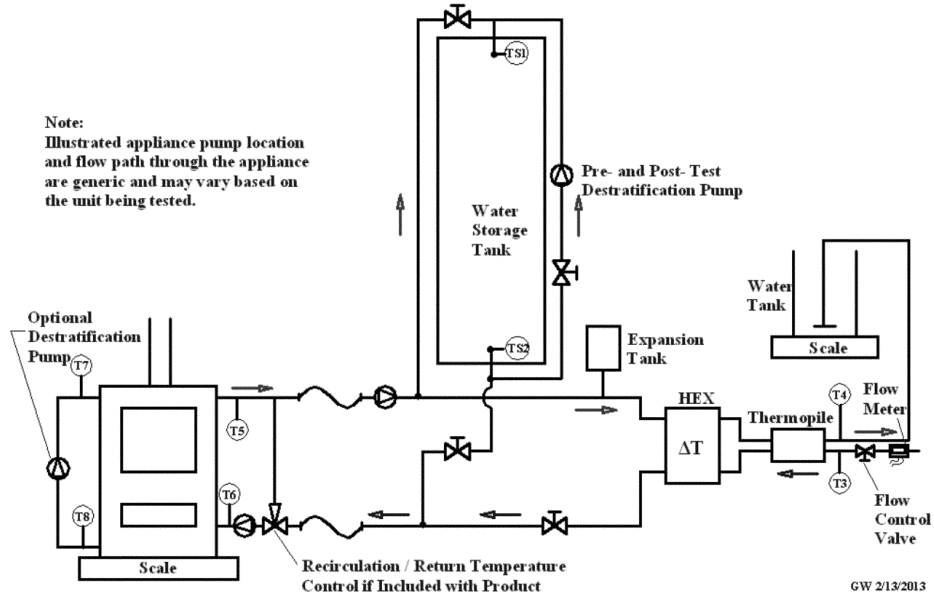 TS1
Note:
Illustrated appliance pump location
and flow path through the appliance
are generic and may vary based on
the unit being tested.
Pre- and Post- Test
Destratification Pump
Water
Storage
Tank
Water
Tank
Optional
Destratification
Pump
TS2
Expansion
Tank
Scale
T7
HEX
T4
Flow
Meter
T5
Thermopile
ΔT
T6
T3
T8
Flow
Control
Valve
Scale
Recirculation / Return Temperature
Control if Included with Product
GW 2/13/2013